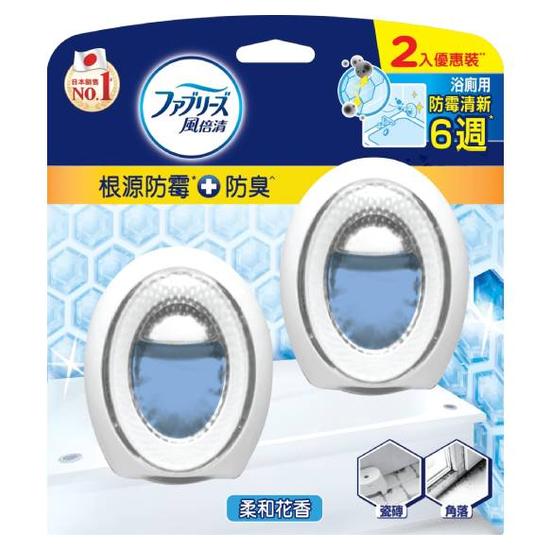 日本銷售
NO.1
ファブリーズ
風倍清
2入優惠裝**
浴廁用
防霉清新
6週*
根源防霉*+防臭^
柔和花香
瓷磚
角落